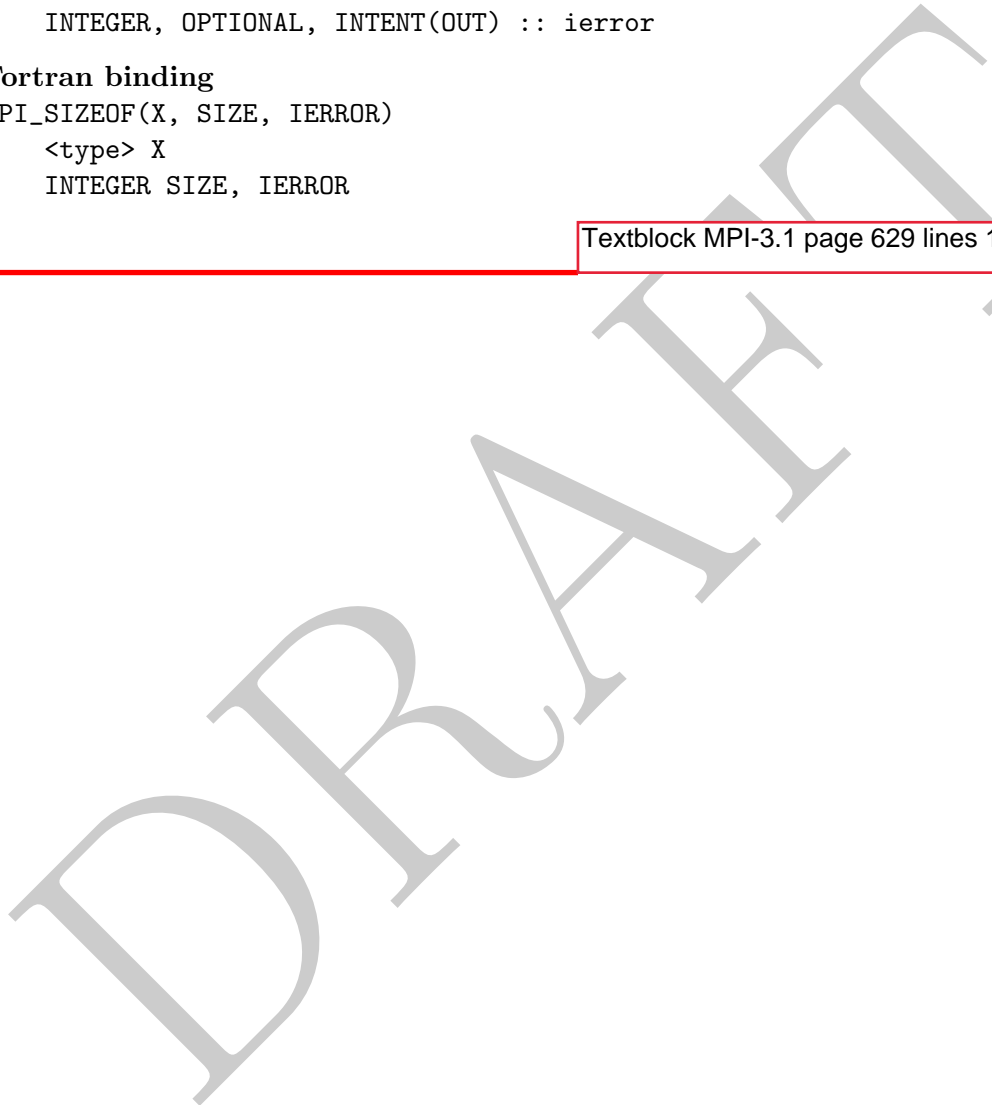 INTEGER, OPTIONAL, INTENT(OUT) :: ierror
ortran binding
PI_SIZEOF(X, SIZE, IERROR)
<type> X
INTEGER SIZE, IERROR
Textblock MPI-3.1 page 629 lines 1
DRAFT